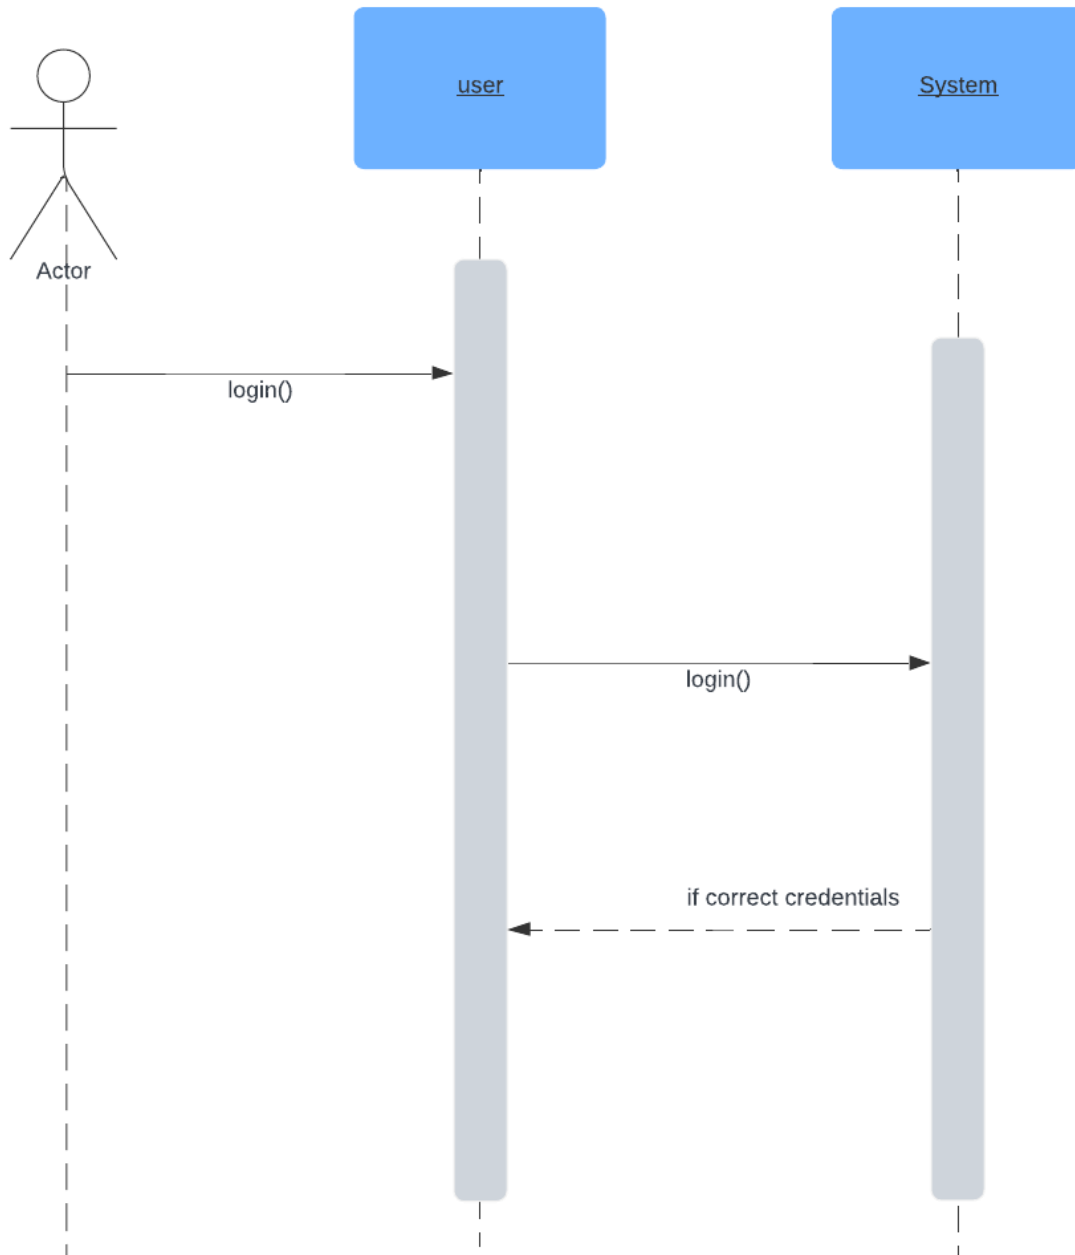 user
System
Actor
login()
login()
if correct credentials